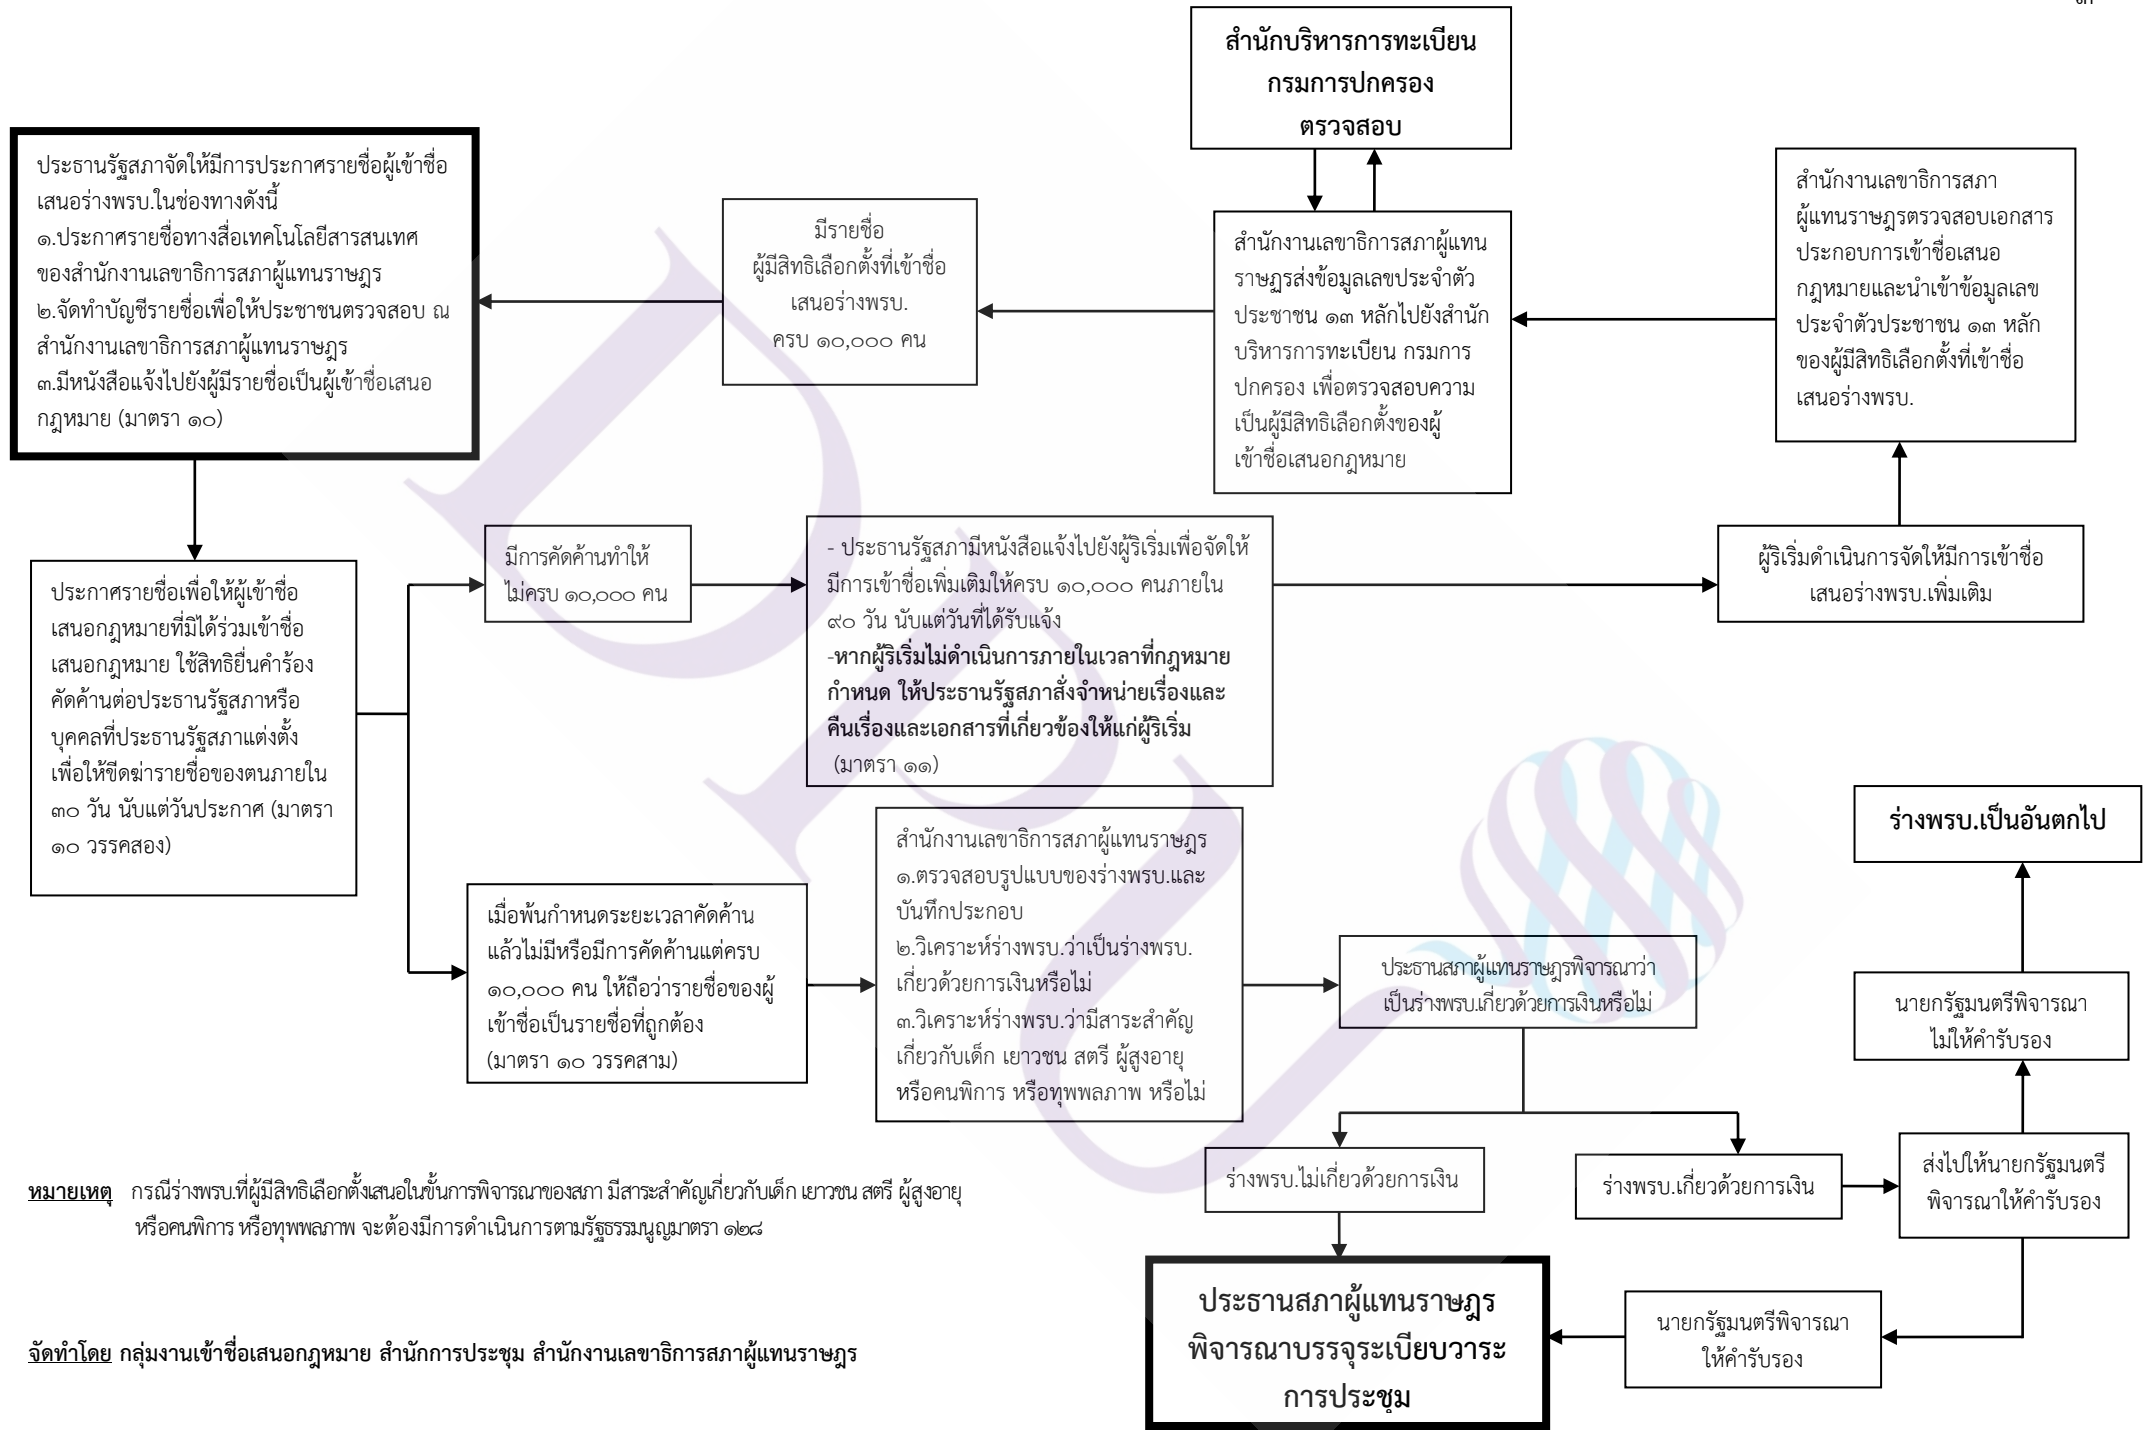 ๓
สำนักบริหารการทะเบียน
กรมการปกครอง
ตรวจสอบ
ประธานรัฐสภาจัดให้มีการประกาศรายชื่อผู้เข้าชื่อ
เสนอร่างพรบ.ในช่องทางดังนี้
๑.ประกาศรายชื่อทางสื่อเทคโนโลยีสารสนเทศ
ของสำนักงานเลขาธิการสภาผู้แทนราษฎร
๒.จัดทำบัญชีรายชื่อเพื่อให้ประชาชนตรวจสอบ ณ
สำนักงานเลขาธิการสภาผู้แทนราษฎร
๓.มีหนังสือแจ้งไปยังผู้มีรายชื่อเป็นผู้เข้าชื่อเสนอ
กฎหมาย (มาตรา ๑๐)
มีรายชื่อ
ผู้มีสิทธิเลือกตั้งที่เข้าชื่อ
เสนอร่างพรบ.
ครบ ๑๐,๐๐๐ คน
สำนักงานเลขาธิการสภาผู้แทน
ราษฎรส่งข้อมูลเลขประจำตัว
ประชาชน ๑๓ หลักไปยังสำนัก
บริหารการทะเบียน กรมการ
ปกครอง เพื่อตรวจสอบความ
เป็นผู้มีสิทธิเลือกตั้งของผู้
เข้าชื่อเสนอกฎหมาย
สำนักงานเลขาธิการสภา
ผู้แทนราษฎรตรวจสอบเอกสาร
ประกอบการเข้าชื่อเสนอ
กฎหมายและนำเข้าข้อมูลเลข
ประจำตัวประชาชน ๑๓ หลัก
ของผู้มีสิทธิเลือกตั้งที่เข้าชื่อ
เสนอร่างพรบ.
ประกาศรายชื่อเพื่อให้ผู้เข้าชื่อ
เสนอกฎหมายที่มิได้ร่วมเข้าชื่อ
เสนอกฎหมาย ใช้สิทธิยื่นคำร้อง
คัดค้านต่อประธานรัฐสภาหรือ
บุคคลที่ประธานรัฐสภาแต่งตั้ง
เพื่อให้ขีดฆ่ารายชื่อของตนภายใน
๓๐ วัน นับแต่วันประกาศ (มาตรา
๑๐ วรรคสอง)
มีการคัดค้านทำให้
ไม่ครบ ๑๐,๐๐๐ คน
- ประธานรัฐสภามีหนังสือแจ้งไปยังผู้ริเริ่มเพื่อจัดให้
มีการเข้าชื่อเพิ่มเติมให้ครบ ๑๐,๐๐๐ คนภายใน
๙๐ วัน นับแต่วันที่ได้รับแจ้ง
-หากผู้ริเริ่มไม่ดำเนินการภายในเวลาที่กฎหมาย
กำหนด ให้ประธานรัฐสภาสั่งจำหน่ายเรื่องและ
คืนเรื่องและเอกสารที่เกี่ยวข้องให้แก่ผู้ริเริ่ม
(มาตรา ๑๑)
ผู้ริเริ่มดำเนินการจัดให้มีการเข้าชื่อ
เสนอร่างพรบ.เพิ่มเติม
เมื่อพ้นกำหนดระยะเวลาคัดค้าน
แล้วไม่มีหรือมีการคัดค้านแต่ครบ
๑๐,๐๐๐ คน ให้ถือว่ารายชื่อของผู้
เข้าชื่อเป็นรายชื่อที่ถูกต้อง
(มาตรา ๑๐ วรรคสาม)
สำนักงานเลขาธิการสภาผู้แทนราษฎร
๑.ตรวจสอบรูปแบบของร่างพรบ.และ
บันทึกประกอบ
๒.วิเคราะห์ร่างพรบ.ว่าเป็นร่างพรบ.
เกี่ยวด้วยการเงินหรือไม่
๓.วิเคราะห์ร่างพรบ.ว่ามีสาระสำคัญ
เกี่ยวกับเด็ก เยาวชน สตรี ผู้สูงอายุ
หรือคนพิการ หรือทุพพลภาพ หรือไม่
ประธานสภาผู้แทนราษฎรพิจารณาว่า
เป็นร่างพรบ.เกี่ยวด้วยการเงินหรือไม่
ร่างพรบ.เป็นอันตกไป
นายกรัฐมนตรีพิจารณา
ไม่ให้คำรับรอง
ร่างพรบ.ไม่เกี่ยวด้วยการเงิน
ร่างพรบ.เกี่ยวด้วยการเงิน
ส่งไปให้นายกรัฐมนตรี
พิจารณาให้คำรับรอง
หมายเหตุ กรณีร่างพรบ.ที่ผู้มีสิทธิเลือกตั้งเสนอในขั้นการพิจารณาของสภา มีสาระสำคัญเกี่ยวกับเด็ก เยาวชน สตรี ผู้สูงอายุ
หรือคนพิการ หรือทุพพลภาพ จะต้องมีการดำเนินการตามรัฐธรรมนูญมาตรา ๑๒๘
ประธานสภาผู้แทนราษฎร
พิจารณาบรรจุระเบียบวาระ
การประชุม
นายกรัฐมนตรีพิจารณา
ให้คำรับรอง
จัดทำโดย กลุ่มงานเข้าชื่อเสนอกฎหมาย สำนักการประชุม สำนักงานเลขาธิการสภาผู้แทนราษฎร
DPU